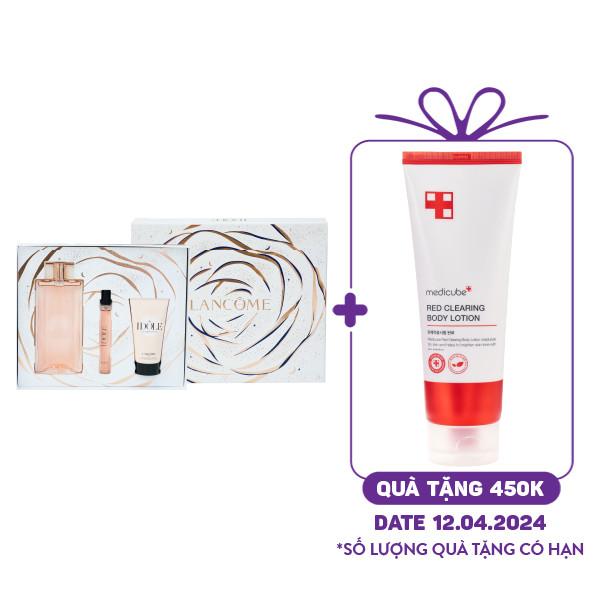 LANCÔME
IDÔLE
LANCÔME
medicube
RED CLEARING
BODY LOTION
QUÀ TẶNG 450K
DATE 12.04.2024
*SỐ LƯỢNG QUÀ TẶNG CÓ HẠN